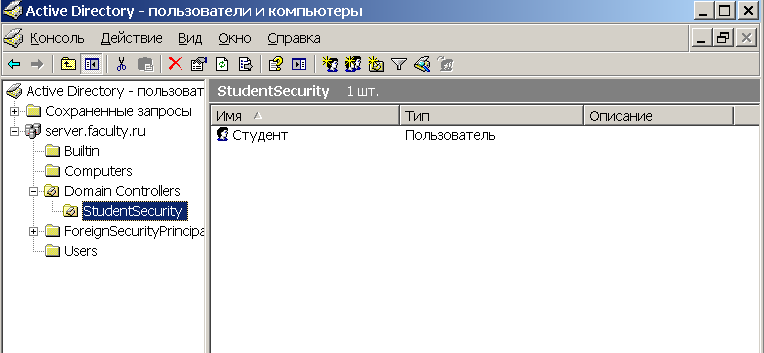 Active Directory - пользователи и компьютеры
Консоль Действие Вид Окно Справка
Active Directory - пользоват
StudentSecurity 1 шт.
Сохраненные запросы
Имя Тип Описание
server.faculty.ru
Студент Пользователь
Builtin
Computers
Domain Controllers
StudentSecurity
ForeignSecurityPrincipa
Users